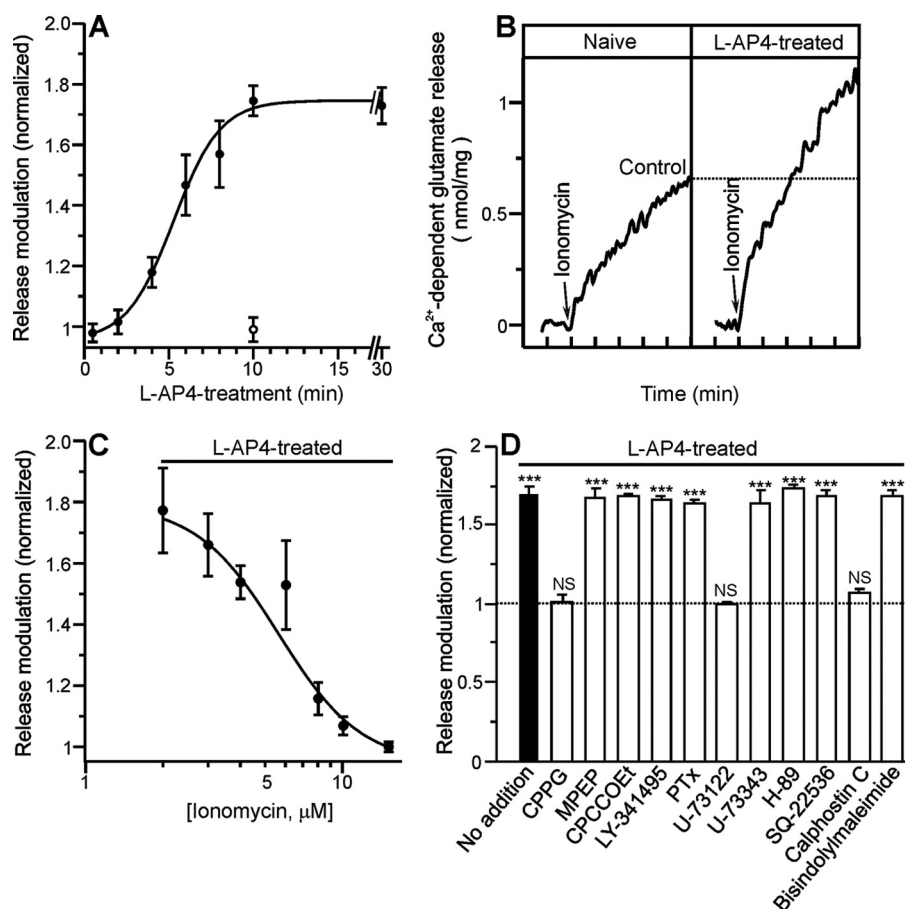 A
2.0
1.8
1.6
1.4
1.2
1
Release modulation (normalized)
0
5
10
15
30
L-AP4-treatment (min)
B
Naive
L-AP4-treated
1
0.5
0
Ca²⁺-dependent glutamate release
( nmol/mg)
Control
Ionomycin
Ionomycin
Time (min)
C
L-AP4-treated
2.0
1.8
1.6
1.4
1.2
1
Release modulation (normalized)
1
5
10
[Ionomycin, μM]
D
L-AP4-treated
2
1.5
1
0.5
0
Release modulation (normalized)
***
NS
***
***
***
***
NS
***
***
***
NS
***
No addition
CPPG
MPEP
CPCCOEt
LY-341495
PTx
U-73122
U-73343
H-89
SQ-22536
Calphostin C
Bisindolylmaleimide